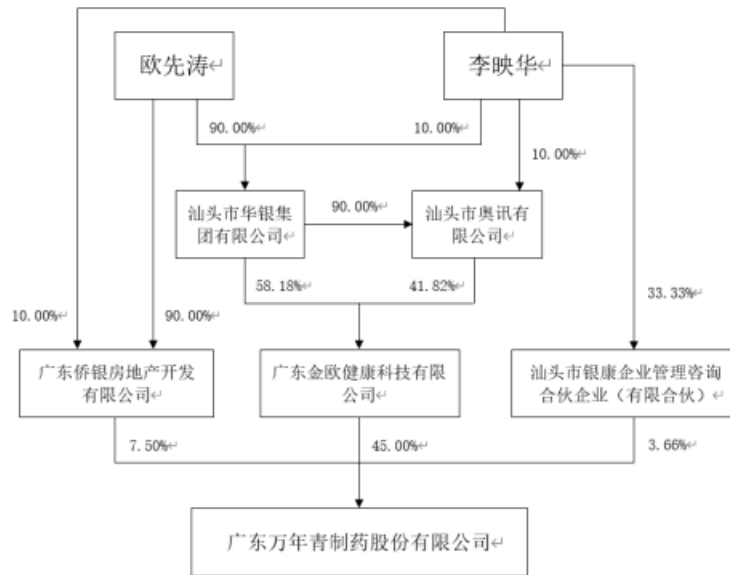 欧先涛
李映华
90.00%
10.00%
10.00%
汕头市华银集
团有限公司
90.00%
汕头市奥讯有
限公司
58.18%
41.82%
10.00%
90.00%
33.33%
广东侨银房地产开发
有限公司
广东金欧健康科技有限
公司
汕头市银康企业管理咨询
合伙企业（有限合伙）
7.50%
45.00%
3.66%
广东万年青制药股份有限公司